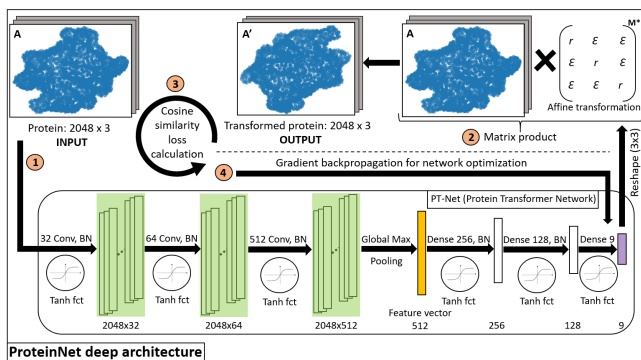 A
A'
A
M*
r ε ε
ε r ε
ε ε r
Affine transformation
3
Cosine
similarity
loss
calculation
Protein: 2048 x 3
INPUT
Transformed protein: 2048 x 3
OUTPUT
2 Matrix product
1
4
Gradient backpropagation for network optimization
Reshape (3x3)
PT-Net (Protein Transformer Network)
32 Conv, BN
64 Conv, BN
512 Conv, BN
Global Max
Pooling
Dense 256, BN
Dense 128, BN
Dense 9
Tanh fct
Tanh fct
Tanh fct
Tanh fct
Tanh fct
Tanh fct
2048x32
2048x64
2048x512
Feature vector
512
256
128
9
ProteinNet deep architecture